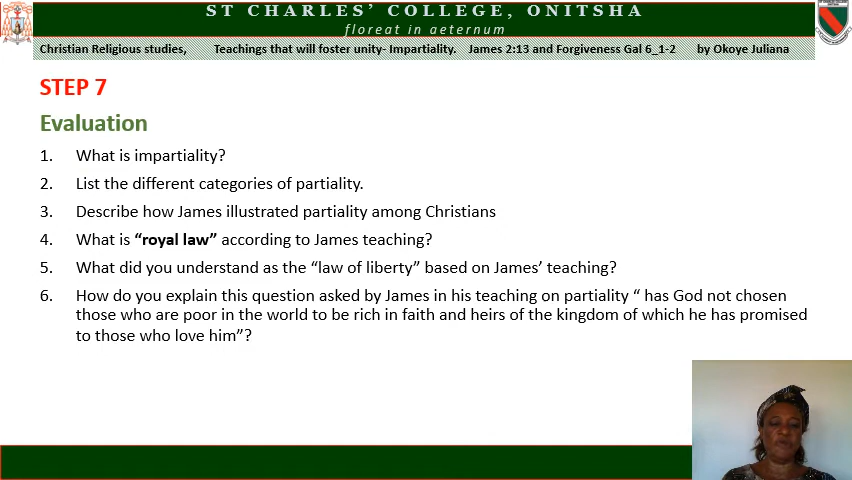 ST CHARLES' COLLEGE, ONITSHA
floreat in aeternum
Christian Religious studies, Teachings that will foster unity- Impartiality. James 2:13 and Forgiveness Gal 6_1-2 by Okoye Juliana
STEP 7
Evaluation
1. What is impartiality?
2. List the different categories of partiality.
3. Describe how James illustrated partiality among Christians
4. What is “royal law” according to James teaching?
5. What did you understand as the “law of liberty” based on James’ teaching?
6. How do you explain this question asked by James in his teaching on partiality “ has God not chosen
those who are poor in the world to be rich in faith and heirs of the kingdom of which he has promised
to those who love him”?